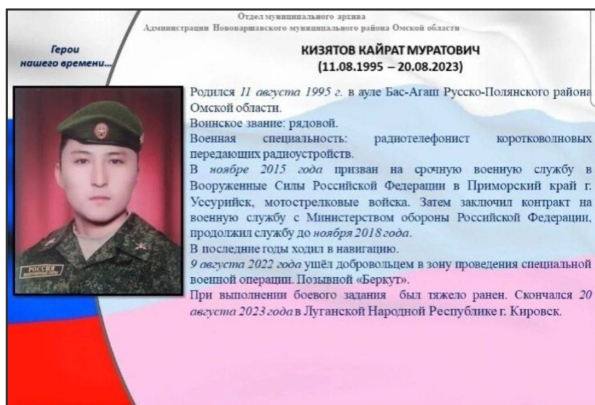 Отдел муниципального архива
Администрации Нововаршавского муниципального района Омской области
Герои
нашего времени...
КИЗЯТОВ КАЙРАТ МУРАТОВИЧ
(11.08.1995 – 20.08.2023)
Родился 11 августа 1995 г. в ауле Бас-Агаш Русско-Полянского района
Омской области.
Воинское звание: рядовой.
Военная специальность: радиотелефонист коротковолновых
передающих радиоустройств.
В ноябре 2015 года призван на срочную военную службу в
Вооруженные Силы Российской Федерации в Приморский край г.
Уссурийск, мотострелковые войска. Затем заключил контракт на
военную службу с Министерством обороны Российской Федерации,
продолжил службу до ноября 2018 года.
В последние годы ходил в навигацию.
9 августа 2022 года ушёл добровольцем в зону проведения специальной
военной операции. Позывной «Беркут».
При выполнении боевого задания был тяжело ранен. Скончался 20
августа 2023 года в Луганской Народной Республике г. Кировск.
РОССИЯ